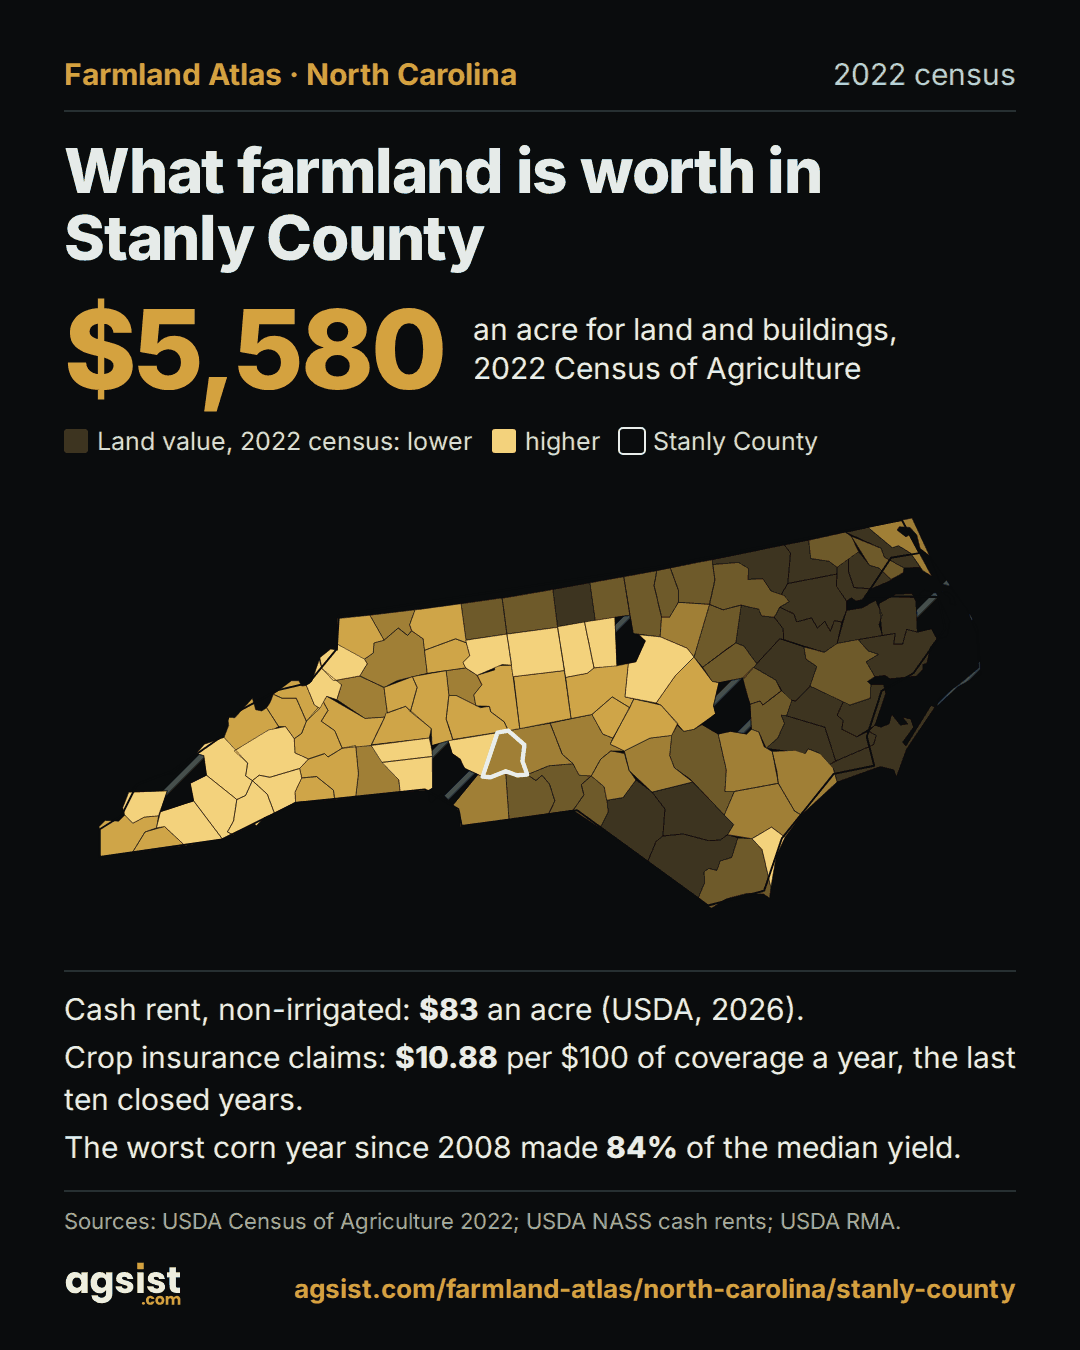 Farmland Atlas · North Carolina
2022 census
What farmland is worth in
Stanly County
$5,580
an acre for land and buildings,
2022 Census of Agriculture
Land value, 2022 census: lower
higher
Stanly County
Cash rent, non-irrigated: $83 an acre (USDA, 2026).
Crop insurance claims: $10.88 per $100 of coverage a year, the last
ten closed years.
The worst corn year since 2008 made 84% of the median yield.
Sources: USDA Census of Agriculture 2022; USDA NASS cash rents; USDA RMA.
agsist
.com
agsist.com/farmland-atlas/north-carolina/stanly-county